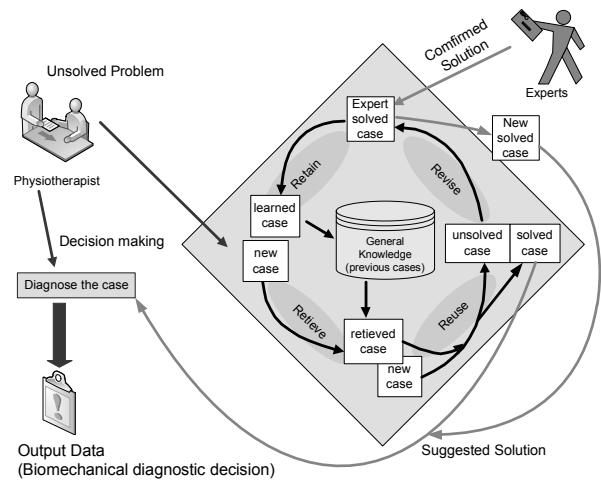 Unsolved Problem
Comfirmed
Solution
Experts
Physiotherapist
Decision making
Diagnose the case
Output Data
(Biomechanical diagnostic decision)
Expert
solved
case
New
solved
case
Retain
Revise
learned
case
new
case
General
Knowledge
(previous cases)
unsolved
case
solved
case
Retieve
Reuse
retieved
case
new
case
Suggested Solution